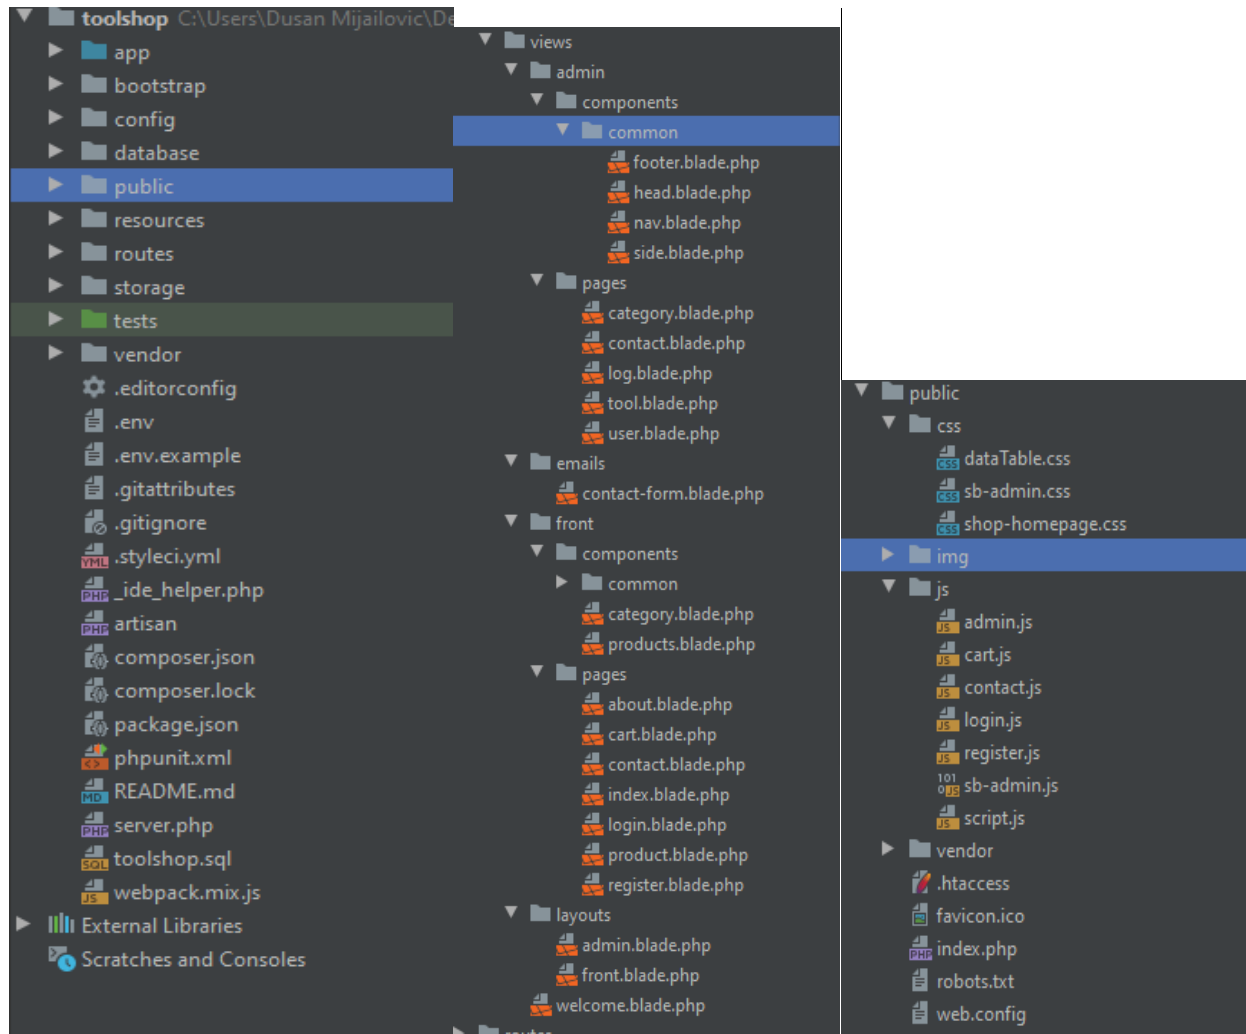 toolshop C:\Users\Dusan Mijailovic\De
app
bootstrap
config
database
public
resources
routes
storage
tests
vendor
.editorconfig
.env
.env.example
.gitattributes
.gitignore
.styleci.yml
_ide_helper.php
artisan
composer.json
composer.lock
package.json
phpunit.xml
README.md
server.php
toolshop.sql
webpack.mix.js
External Libraries
Scratches and Consoles
views
admin
components
common
footer.blade.php
head.blade.php
nav.blade.php
side.blade.php
pages
category.blade.php
contact.blade.php
log.blade.php
tool.blade.php
user.blade.php
emails
contact-form.blade.php
front
components
common
category.blade.php
products.blade.php
pages
about.blade.php
cart.blade.php
contact.blade.php
index.blade.php
login.blade.php
product.blade.php
register.blade.php
layouts
admin.blade.php
front.blade.php
welcome.blade.php
public
css
dataTable.css
sb-admin.css
shop-homepage.css
img
js
admin.js
cart.js
contact.js
login.js
register.js
sb-admin.js
script.js
vendor
.htaccess
favicon.ico
index.php
robots.txt
web.config